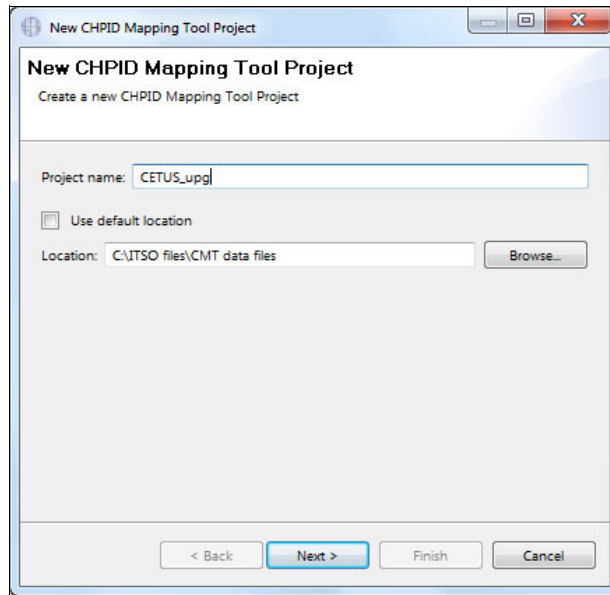 New CHPID Mapping Tool Project
New CHPID Mapping Tool Project
Create a new CHPID Mapping Tool Project
Project name: CETUS_upg
Use default location
Location: C:\ITSO files\CMT data files Browse...
< Back Next > Finish Cancel